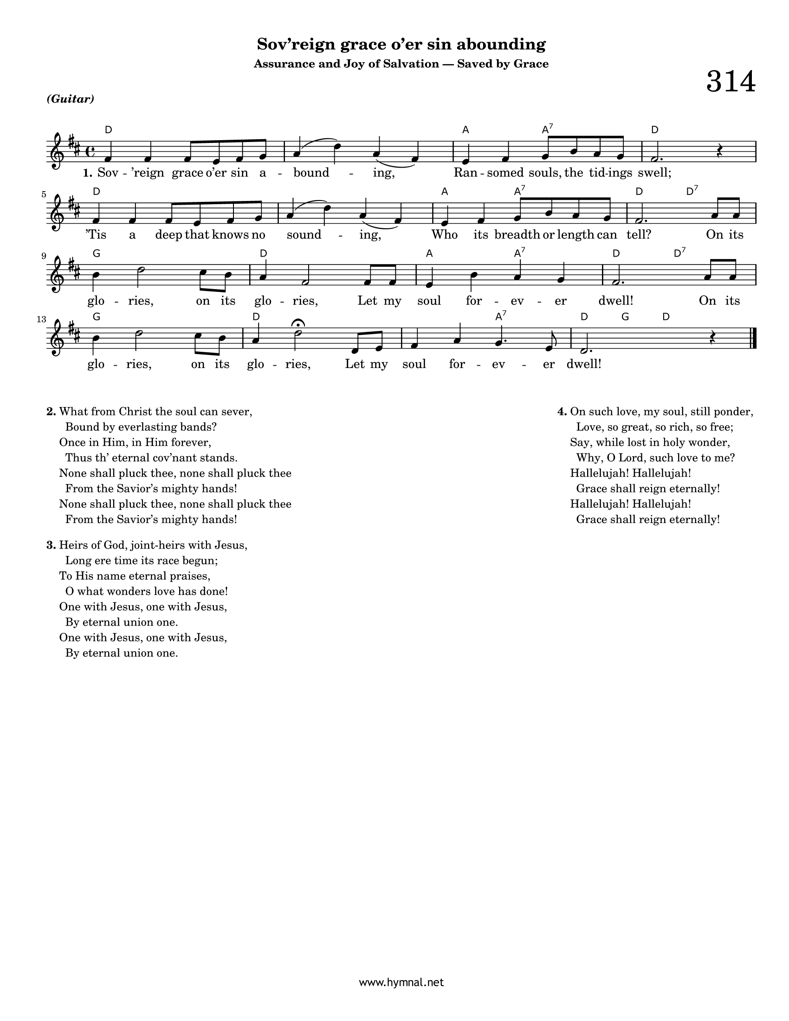 Sov’reign grace o’er sin abounding
Assurance and Joy of Salvation — Saved by Grace
314
(Guitar)
D A A7 D
1. Sov - ’reign grace o’er sin a - bound - ing, Ran - somed souls, the tid-ings swell;
5 D A A7 D D7
’Tis a deep that knows no sound - ing, Who its breadth or length can tell? On its
9 G D A A7 D D7
glo - ries, on its glo - ries, Let my soul for - ev - er dwell! On its
13 G D A7 D G D
glo - ries, on its glo - ries, Let my soul for - ev - er dwell!
2. What from Christ the soul can sever,
Bound by everlasting bands?
Once in Him, in Him forever,
Thus th’ eternal cov’nant stands.
None shall pluck thee, none shall pluck thee
From the Savior’s mighty hands!
None shall pluck thee, none shall pluck thee
From the Savior’s mighty hands!
3. Heirs of God, joint-heirs with Jesus,
Long ere time its race begun;
To His name eternal praises,
O what wonders love has done!
One with Jesus, one with Jesus,
By eternal union one.
One with Jesus, one with Jesus,
By eternal union one.
4. On such love, my soul, still ponder,
Love, so great, so rich, so free;
Say, while lost in holy wonder,
Why, O Lord, such love to me?
Hallelujah! Hallelujah!
Grace shall reign eternally!
Hallelujah! Hallelujah!
Grace shall reign eternally!
www.hymnal.net